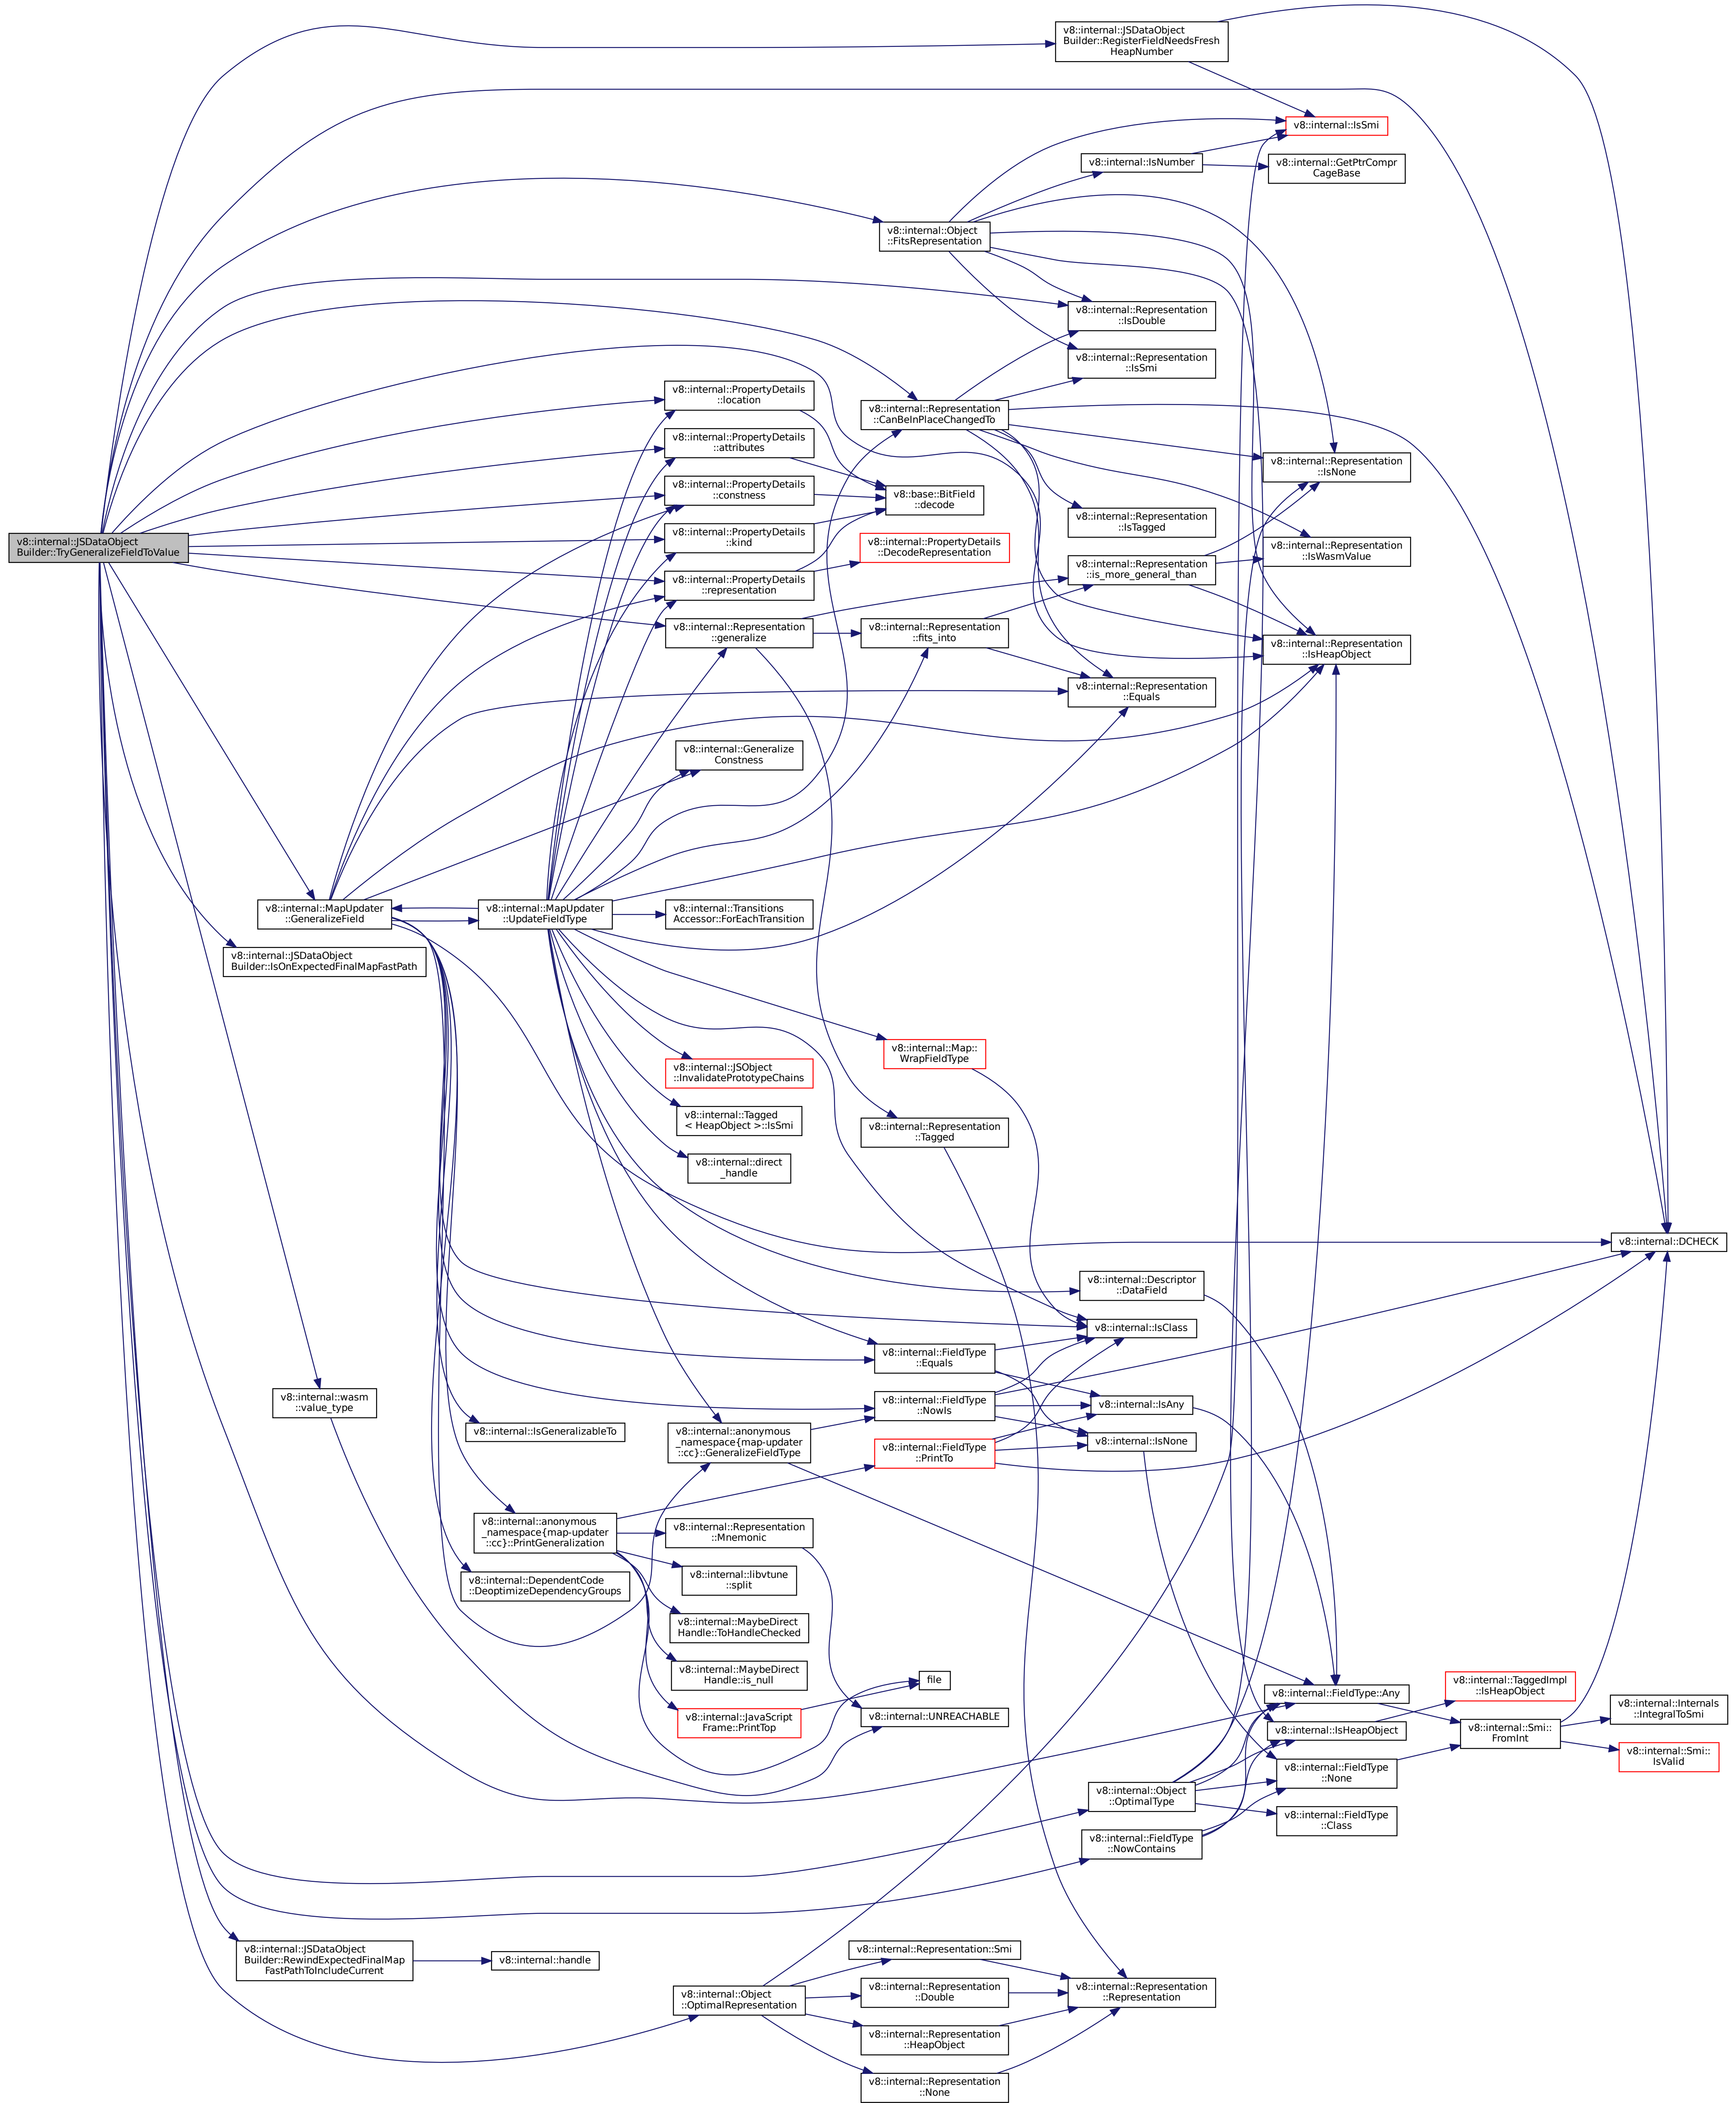 v8::internal::JSDataObject
Builder::RegisterFieldNeedsFresh
HeapNumber
v8::internal::IsSmi
v8::internal::IsNumber
v8::internal::GetPtrCompr
CageBase
v8::internal::Object
::FitsRepresentation
v8::internal::Representation
::IsDouble
v8::internal::Representation
::IsSmi
v8::internal::PropertyDetails
::location
v8::internal::Representation
::CanBeInPlaceChangedTo
v8::internal::PropertyDetails
::attributes
v8::internal::Representation
::IsNone
v8::internal::PropertyDetails
::constness
v8::base::BitField
::decode
v8::internal::Representation
::IsTagged
v8::internal::JSDataObject
Builder::TryGeneralizeFieldToValue
v8::internal::PropertyDetails
::kind
v8::internal::PropertyDetails
::DecodeRepresentation
v8::internal::Representation
::IsWasmValue
v8::internal::PropertyDetails
::representation
v8::internal::Representation
::is_more_general_than
v8::internal::Representation
::generalize
v8::internal::Representation
::fits_into
v8::internal::Representation
::IsHeapObject
v8::internal::Representation
::Equals
v8::internal::Generalize
Constness
v8::internal::MapUpdater
::GeneralizeField
v8::internal::MapUpdater
::UpdateFieldType
v8::internal::Transitions
Accessor::ForEachTransition
v8::internal::JSDataObject
Builder::IsOnExpectedFinalMapFastPath
v8::internal::Map::
WrapFieldType
v8::internal::JSObject
::InvalidatePrototypeChains
v8::internal::Tagged
< HeapObject >::IsSmi
v8::internal::Representation
::Tagged
v8::internal::direct
_handle
v8::internal::DCHECK
v8::internal::Descriptor
::DataField
v8::internal::IsClass
v8::internal::FieldType
::Equals
v8::internal::wasm
::value_type
v8::internal::FieldType
::NowIs
v8::internal::IsAny
v8::internal::IsGeneralizableTo
v8::internal::anonymous
_namespace{map-updater
::cc}::GeneralizeFieldType
v8::internal::FieldType
::PrintTo
v8::internal::IsNone
v8::internal::anonymous
_namespace{map-updater
::cc}::PrintGeneralization
v8::internal::Representation
::Mnemonic
v8::internal::DependentCode
::DeoptimizeDependencyGroups
v8::internal::libvtune
::split
v8::internal::MaybeDirect
Handle::ToHandleChecked
v8::internal::MaybeDirect
Handle::is_null
file
v8::internal::FieldType::Any
v8::internal::TaggedImpl
::IsHeapObject
v8::internal::JavaScript
Frame::PrintTop
v8::internal::UNREACHABLE
v8::internal::IsHeapObject
v8::internal::Smi::
FromInt
v8::internal::Internals
::IntegralToSmi
v8::internal::Smi::
IsValid
v8::internal::FieldType
::None
v8::internal::Object
::OptimalType
v8::internal::FieldType
::Class
v8::internal::FieldType
::NowContains
v8::internal::JSDataObject
Builder::RewindExpectedFinalMap
FastPathToIncludeCurrent
v8::internal::handle
v8::internal::Representation::Smi
v8::internal::Object
::OptimalRepresentation
v8::internal::Representation
::Double
v8::internal::Representation
::Representation
v8::internal::Representation
::HeapObject
v8::internal::Representation
::None